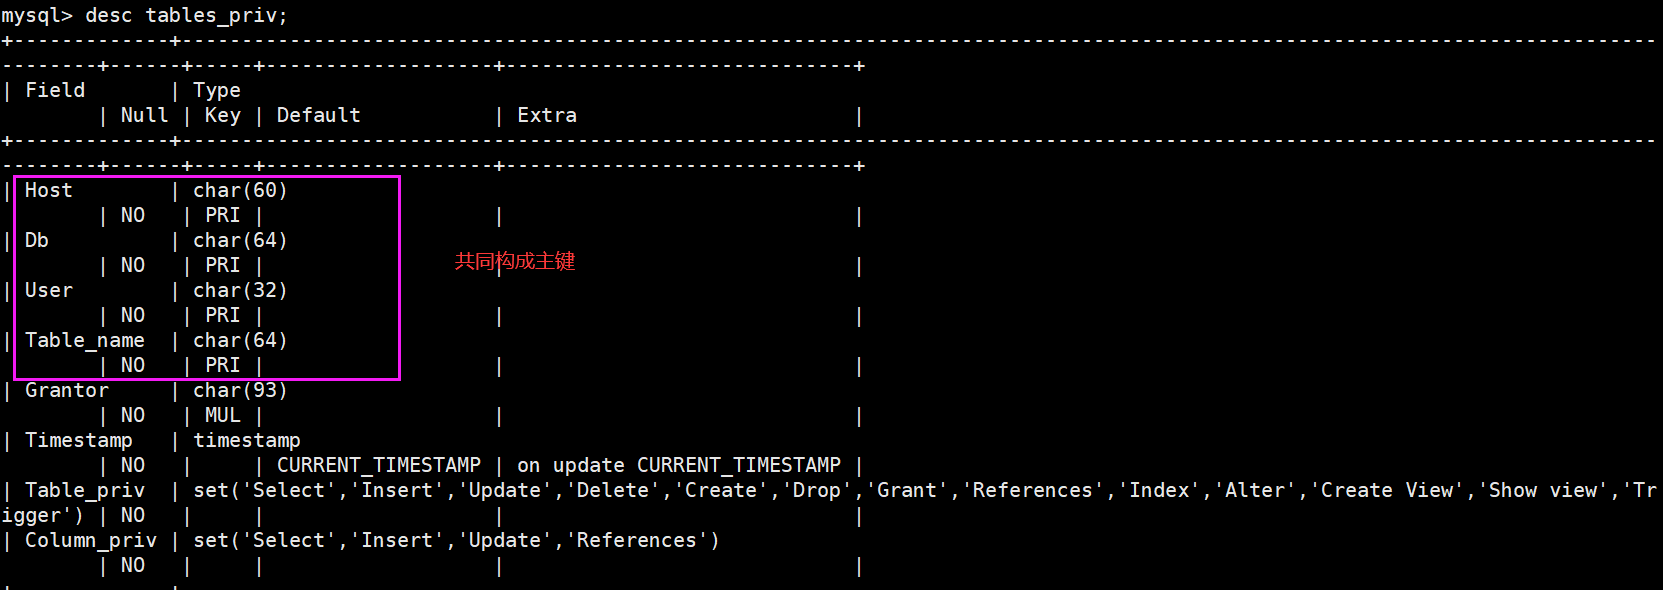 mysql> desc tables_priv;
+-------------+---------------------------------------------------------------------------------------------------------------------------
--------+------+-----+-------------------+-----------------------------+
| Field       | Type
        | Null | Key | Default           | Extra                       |
+-------------+---------------------------------------------------------------------------------------------------------------------------
--------+------+-----+-------------------+-----------------------------+
| Host        | char(60)
        | NO   | PRI |                   |                             |
| Db          | char(64)
        | NO   | PRI |                   |                             |
共同构成主键
| User        | char(32)
        | NO   | PRI |                   |                             |
| Table_name  | char(64)
        | NO   | PRI |                   |                             |
| Grantor     | char(93)
        | NO   | MUL |                   |                             |
| Timestamp   | timestamp
        | NO   |     | CURRENT_TIMESTAMP | on update CURRENT_TIMESTAMP |
| Table_priv  | set('Select','Insert','Update','Delete','Create','Drop','Grant','References','Index','Alter','Create View','Show view','Tr
igger') | NO   |     |                   |                             |
| Column_priv | set('Select','Insert','Update','References')
        | NO   |     |                   |                             |